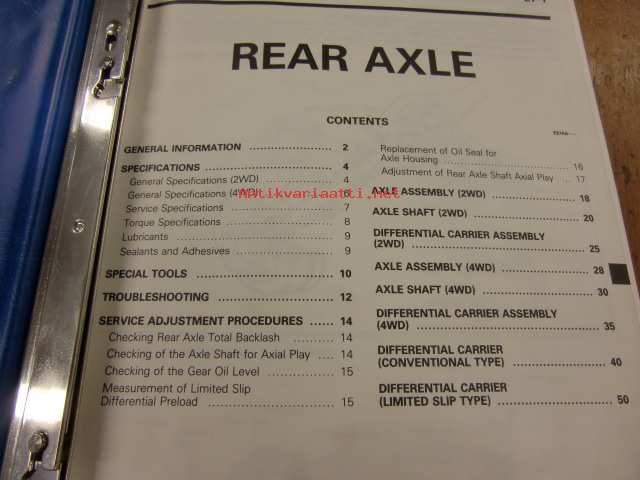 REAR AXLE
CONTENTS
GENERAL INFORMATION ........................ 2
SPECIFICATIONS ........................ 4
General Specifications (2WD) ........................ 4
General Specifications (4WD) ........................ 6
Service Specifications ........................ 7
Torque Specifications ........................ 8
Lubricants ........................ 9
Sealants and Adhesives ........................ 9
SPECIAL TOOLS ........................ 10
TROUBLESHOOTING ........................ 12
SERVICE ADJUSTMENT PROCEDURES ...... 14
Checking Rear Axle Total Backlash ............ 14
Checking of the Axle Shaft for Axial Play .... 14
Checking of the Gear Oil Level ............ 15
Measurement of Limited Slip
Differential Preload ........................ 15
Replacement of Oil Seal for
Axle Housing ........................ 16
Adjustment of Rear Axle Shaft Axial Play .... 17
AXLE ASSEMBLY (2WD) ........................ 18
AXLE SHAFT (2WD) ........................ 20
DIFFERENTIAL CARRIER ASSEMBLY
(2WD) ........................ 25
AXLE ASSEMBLY (4WD) ........................ 28
AXLE SHAFT (4WD) ........................ 30
DIFFERENTIAL CARRIER ASSEMBLY
(4WD) ........................ 35
DIFFERENTIAL CARRIER
(CONVENTIONAL TYPE) ........................ 40
DIFFERENTIAL CARRIER
(LIMITED SLIP TYPE) ........................ 50
Antikvariaatti.net